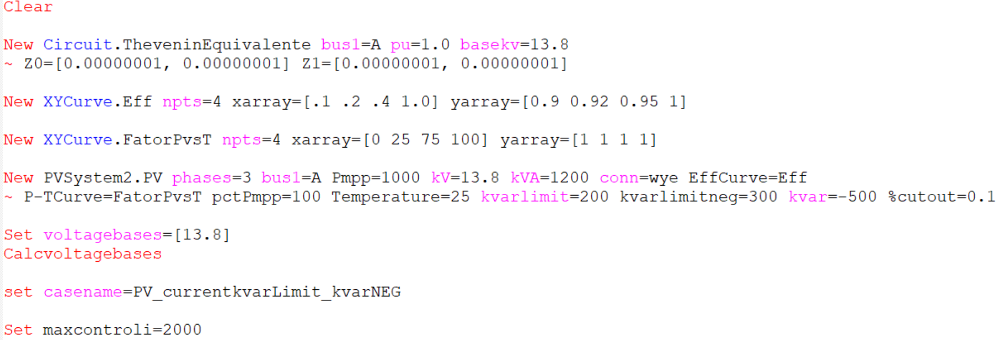 Clear
New Circuit.TheveninEquivalente bus1=A pu=1.0 basekv=13.8
~ Z0=[0.00000001, 0.00000001] Z1=[0.00000001, 0.00000001]
New XYCurve.Eff npts=4 xarray=[.1 .2 .4 1.0] yarray=[0.9 0.92 0.95 1]
New XYCurve.FatorPvsT npts=4 xarray=[0 25 75 100] yarray=[1 1 1 1]
New PVSystem2.PV phases=3 bus1=A Pmpp=1000 kV=13.8 kVA=1200 conn=wye EffCurve=Eff
~ P-TCurve=FatorPvsT pctPmpp=100 Temperature=25 kvarlimit=200 kvarlimitneg=300 kvar=-500 %cutout=0.1
Set voltagebases=[13.8]
Calcvoltagebases
set casename=PV_currentkvarLimit_kvarNEG
Set maxcontroli=2000